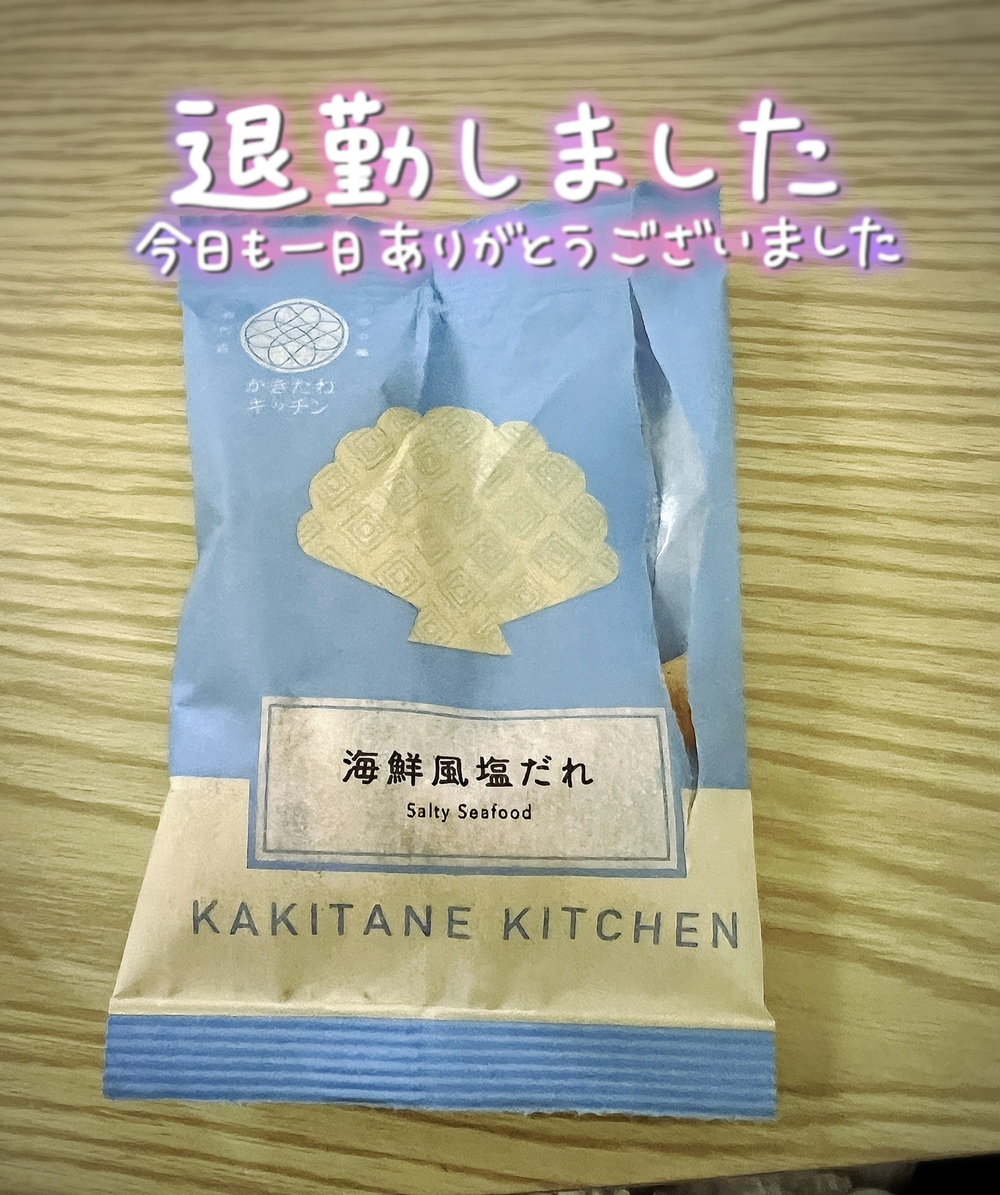 退勤しました
今日も一日ありがとうございました
かきたね
キッチン
海鮮風塩だれ
Salty Seafood
KAKITANE KITCHEN